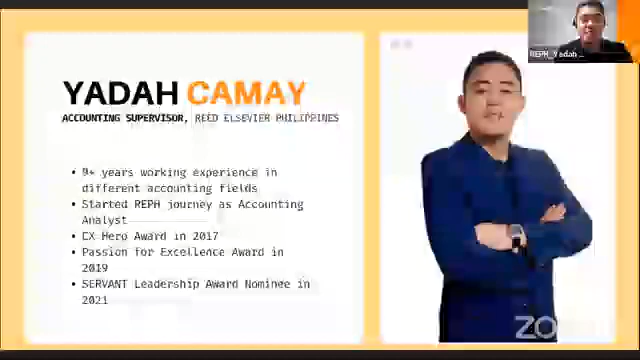 YADAH CAMAY
ACCOUNTING SUPERVISOR, REED ELSEVIER PHILIPPINES
• 9+ years working experience in
different accounting fields
• Started REPH journey as Accounting
Analyst
• CX Hero Award in 2017
• Passion for Excellence Award in
2019
• SERVANT Leadership Award Nominee in
2021
REPH_Yadah ...